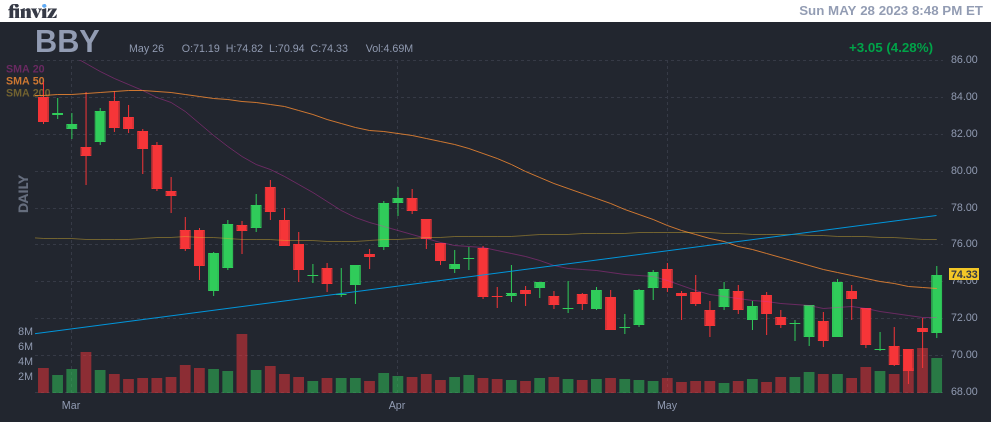 finviz
Sun MAY 28 2023 8:48 PM ET
BBY
May 26 O:71.19 H:74.82 L:70.94 C:74.33 Vol:4.69M
+3.05 (4.28%)
SMA 20
SMA 50
SMA 200
DAILY
86.00
84.00
82.00
80.00
78.00
76.00
74.33
74.00
72.00
70.00
68.00
8M
6M
4M
2M
Mar
Apr
May